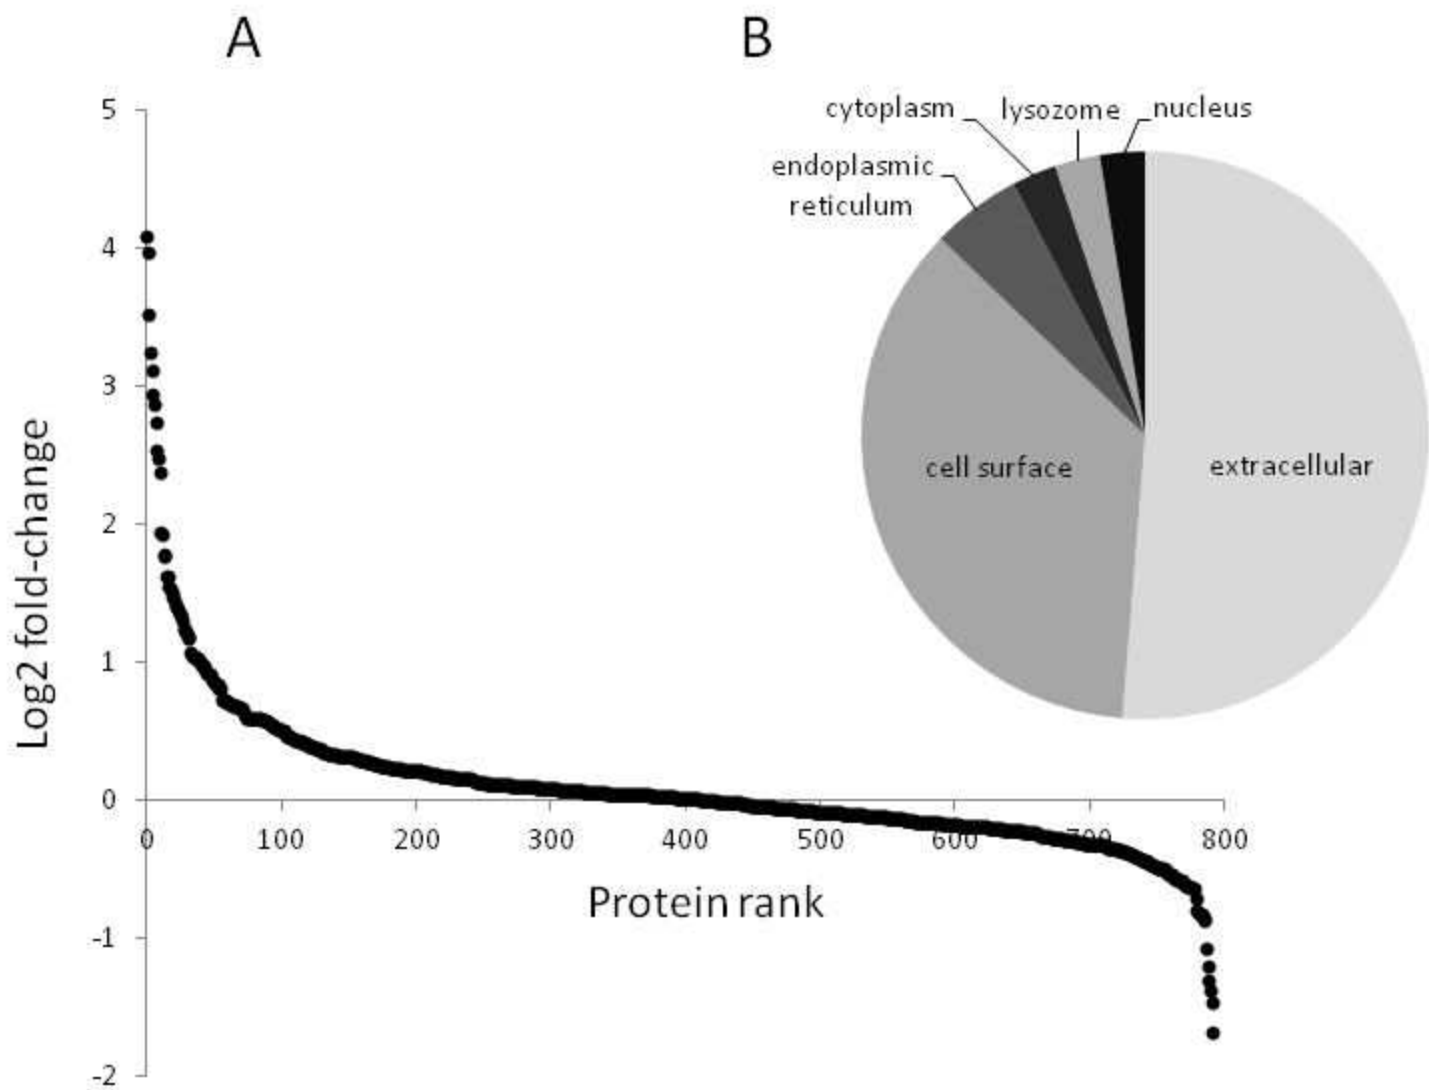 A
B
5
4
3
2
1
0
-1
-2
Log2 fold-change
0 100 200 300 400 500 600 700 800
Protein rank
cytoplasm
lysozome
nucleus
endoplasmic
reticulum
cell surface
extracellular